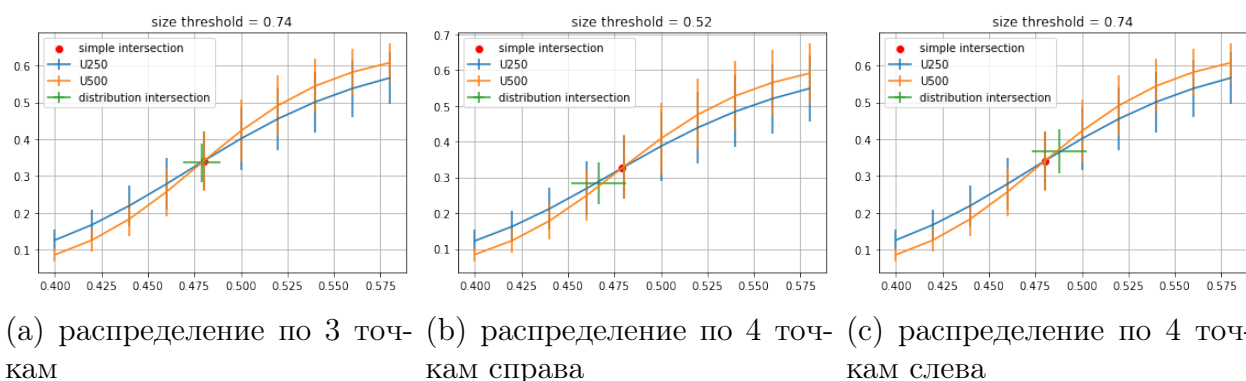 size threshold = 0.74
simple intersection
U250
U500
distribution intersection
0.6
0.5
0.4
0.3
0.2
0.1
0.400 0.425 0.450 0.475 0.500 0.525 0.550 0.575
(a) распределение по 3 точ-
кам
size threshold = 0.52
simple intersection
U250
U500
distribution intersection
0.7
0.6
0.5
0.4
0.3
0.2
0.1
0.400 0.425 0.450 0.475 0.500 0.525 0.550 0.575
(b) распределение по 4 точ-
кам справа
size threshold = 0.74
simple intersection
U250
U500
distribution intersection
0.6
0.5
0.4
0.3
0.2
0.1
0.400 0.425 0.450 0.475 0.500 0.525 0.550 0.575
(c) распределение по 4 точ-
кам слева